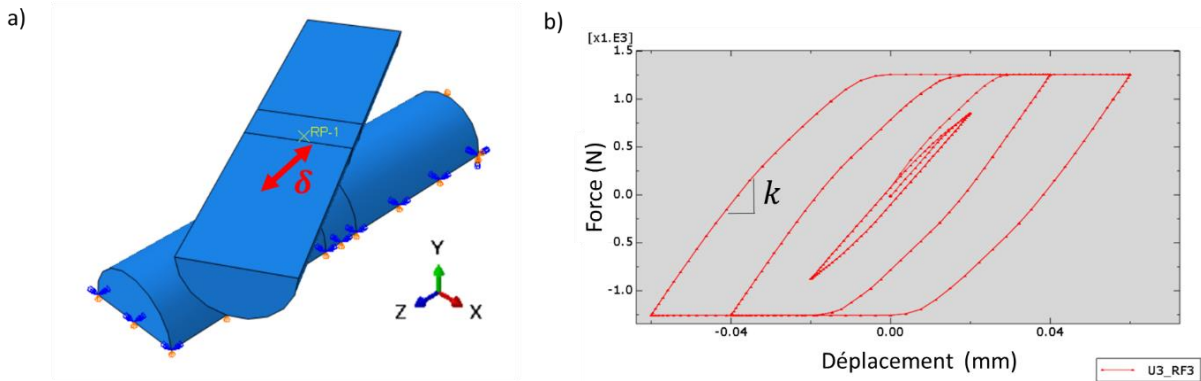 a)
RP-1
δ
Y
Z
X
b)
[x1.E3]
1.5
1.0
0.5
0.0
0.5
-1.0
Force (N)
k
-0.04
0.00
0.04
Déplacement (mm)
U3_RF3